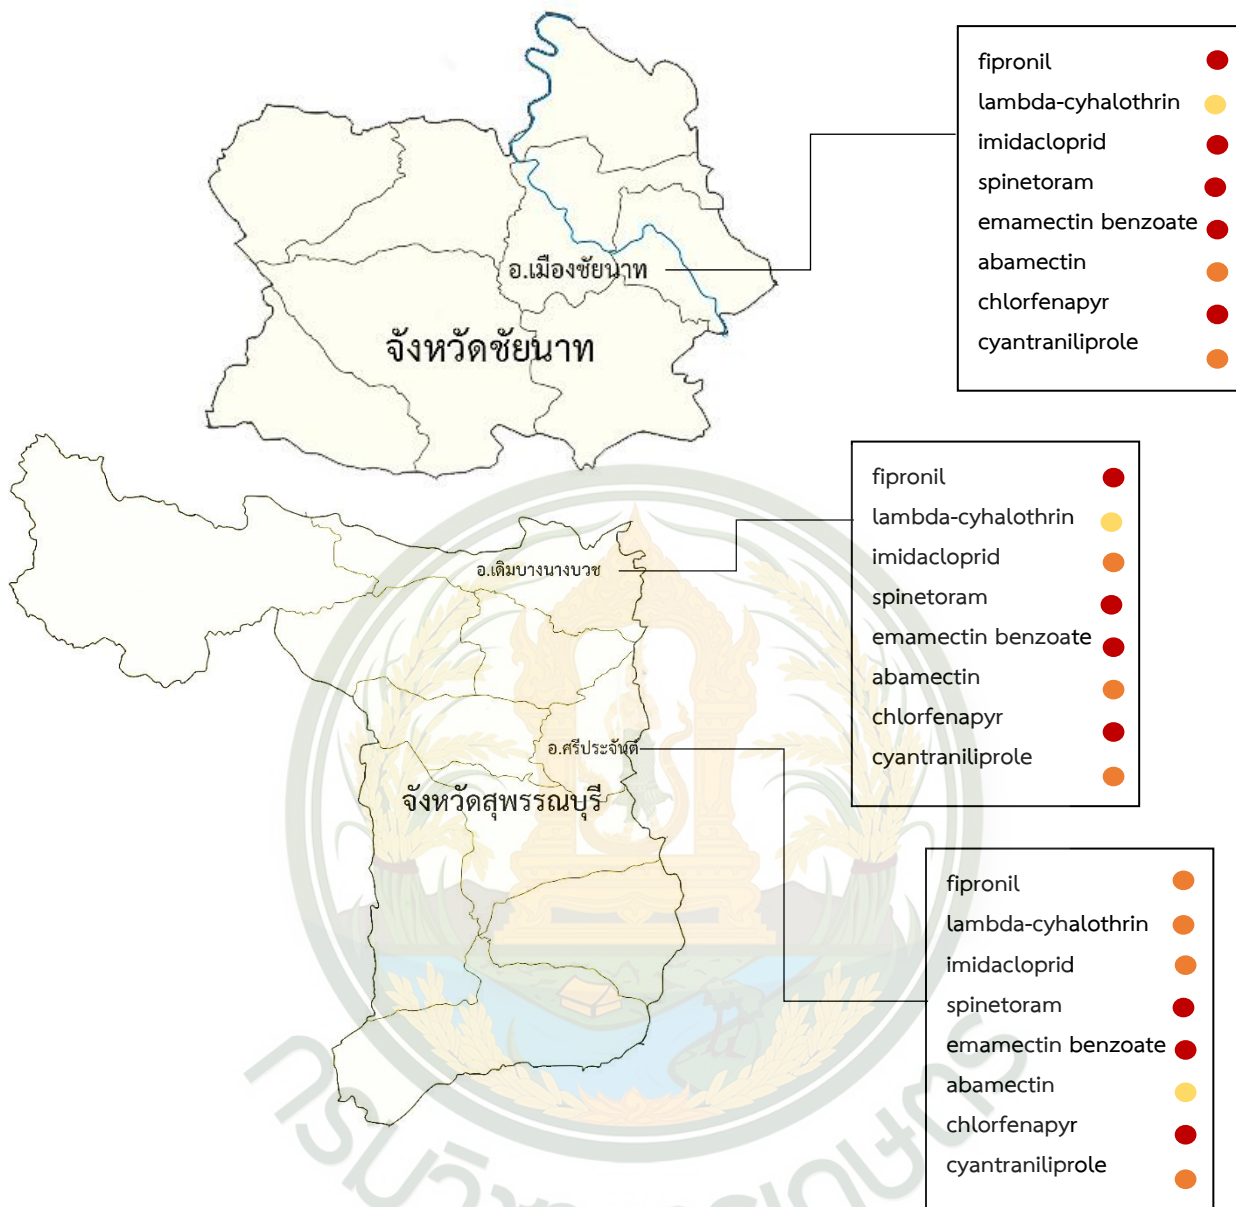 fipronil
lambda-cyhalothrin
imidacloprid
spinetoram
emamectin benzoate
abamectin
chlorfenapyr
cyantraniliprole
อ.เมืองชัยนาท
จังหวัดชัยนาท
fipronil
lambda-cyhalothrin
imidacloprid
spinetoram
emamectin benzoate
abamectin
chlorfenapyr
cyantraniliprole
อ.เดิมบางนางบวช
อ.ศรีประจันต์
จังหวัดสุพรรณบุรี
fipronil
lambda-cyhalothrin
imidacloprid
spinetoram
emamectin benzoate
abamectin
chlorfenapyr
cyantraniliprole